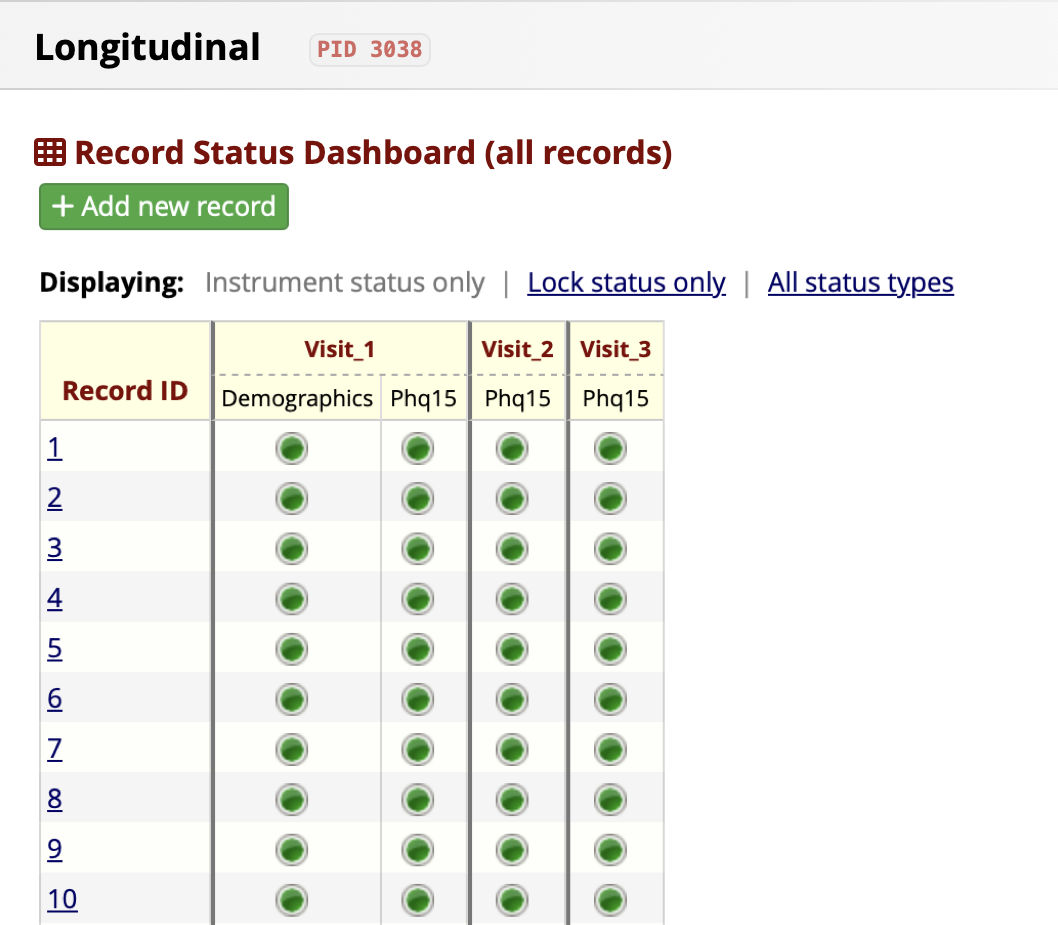 Longitudinal PID 3038
Record Status Dashboard (all records)
+ Add new record
Displaying: Instrument status only | Lock status only | All status types
Visit_1 Visit_2 Visit_3
Record ID Demographics Phq15 Phq15 Phq15
1
2
3
4
5
6
7
8
9
10